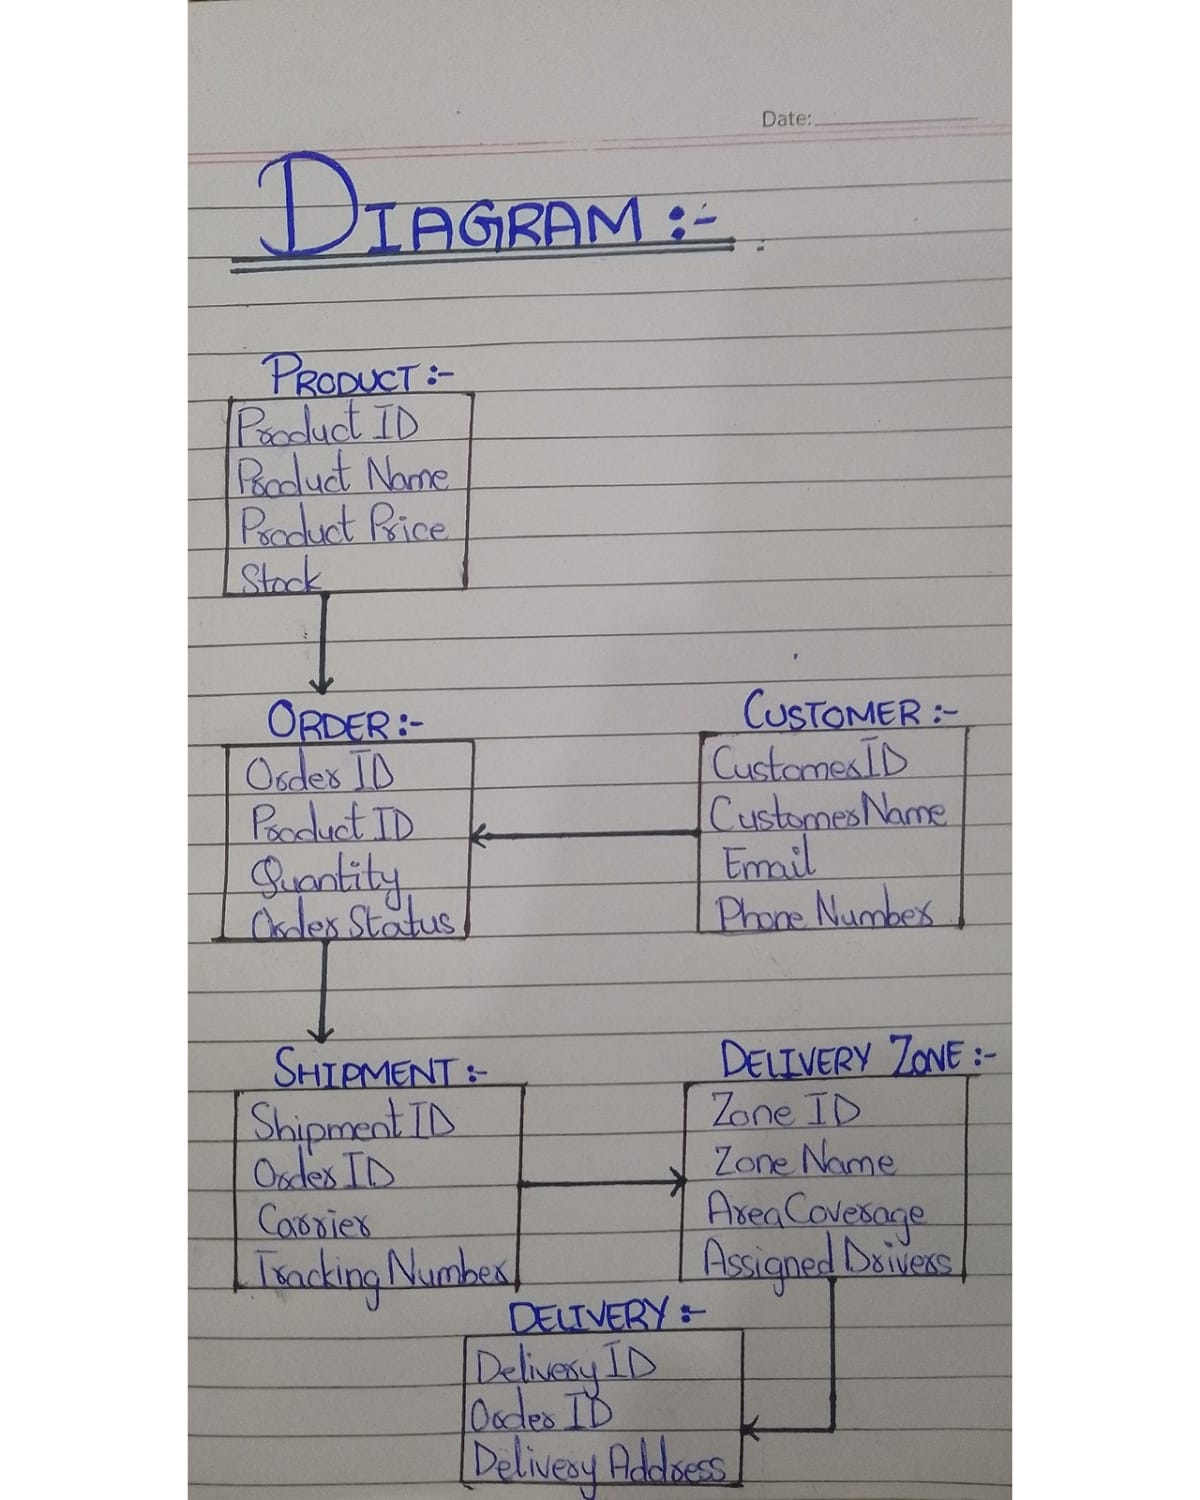 Date:
DIAGRAM :-
PRODUCT :-
Product ID
Product Name
Product Price
Stock
ORDER :-
Order ID
Product ID
Quantity
Order Status
CUSTOMER :-
Customer ID
Customer Name
Email
Phone Number
SHIPMENT :-
Shipment ID
Order ID
Carrier
Tracking Number
DELIVERY ZONE :-
Zone ID
Zone Name
Area Coverage
Assigned Drivers
DELIVERY :-
Delivery ID
Order ID
Delivery Address